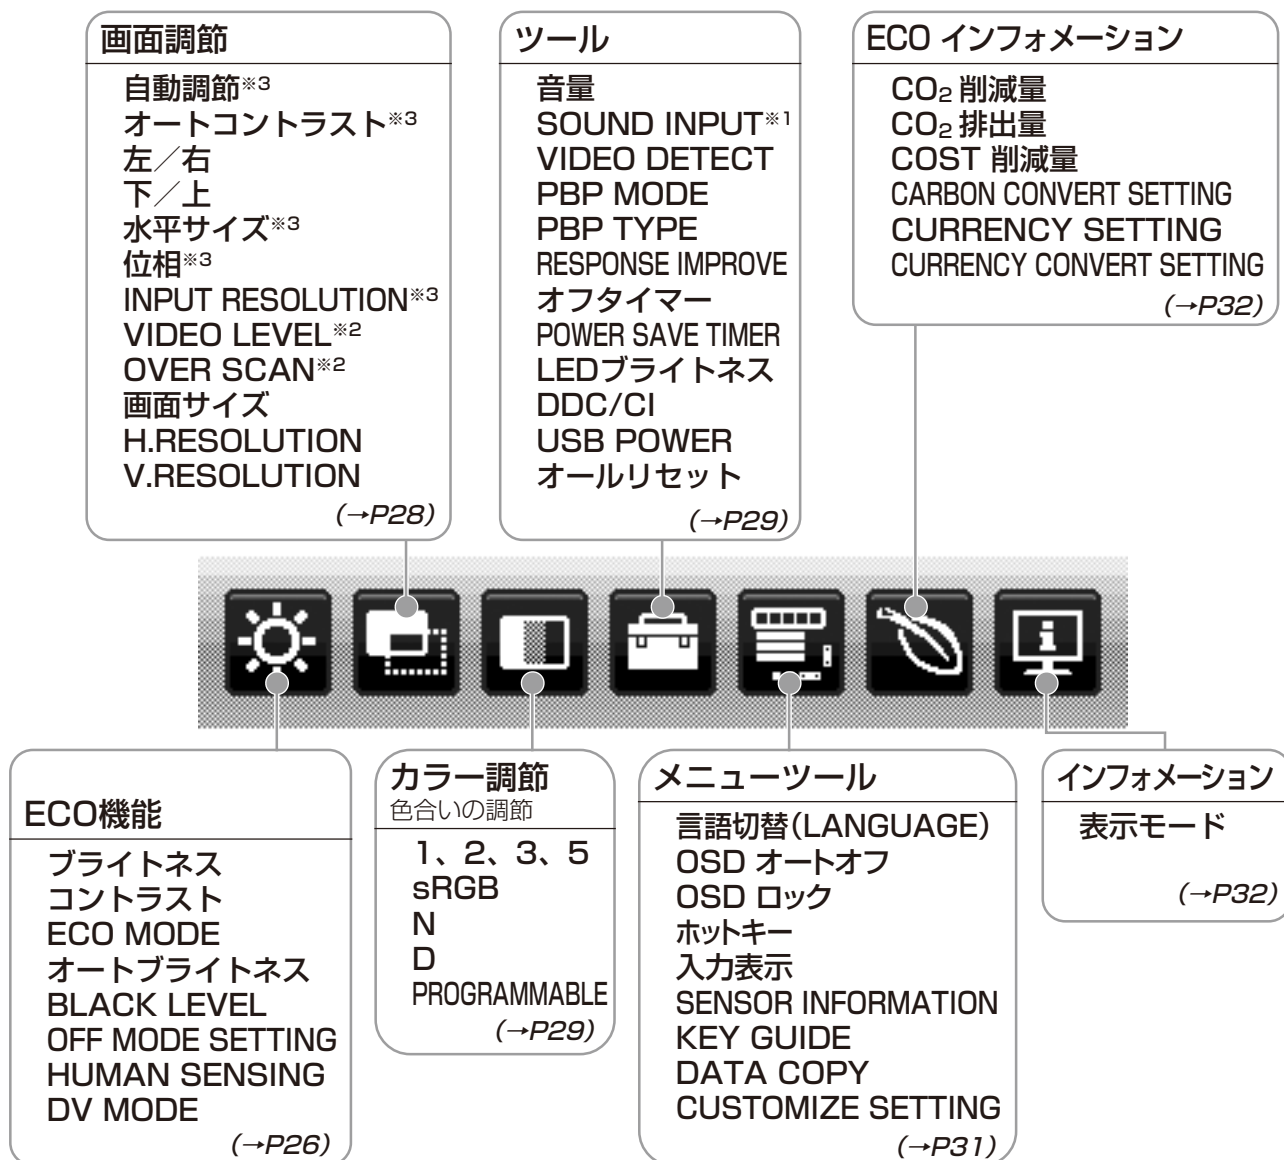 画面調節
自動調節※3
オートコントラスト※3
左／右
下／上
水平サイズ※3
位相※3
INPUT RESOLUTION※3
VIDEO LEVEL※2
OVER SCAN※2
画面サイズ
H.RESOLUTION
V.RESOLUTION
(→P28)
ツール
音量
SOUND INPUT※1
VIDEO DETECT
PBP MODE
PBP TYPE
RESPONSE IMPROVE
オフタイマー
POWER SAVE TIMER
LEDブライトネス
DDC/CI
USB POWER
オールリセット
(→P29)
ECO インフォメーション
CO₂ 削減量
CO₂ 排出量
COST 削減量
CARBON CONVERT SETTING
CURRENCY SETTING
CURRENCY CONVERT SETTING
(→P32)
ECO機能
ブライトネス
コントラスト
ECO MODE
オートブライトネス
BLACK LEVEL
OFF MODE SETTING
HUMAN SENSING
DV MODE
(→P26)
カラー調節
色合いの調節
1、2、3、5
sRGB
N
D
PROGRAMMABLE
(→P29)
メニューツール
言語切替(LANGUAGE)
OSD オートオフ
OSD ロック
ホットキー
入力表示
SENSOR INFORMATION
KEY GUIDE
DATA COPY
CUSTOMIZE SETTING
(→P31)
インフォメーション
表示モード
(→P32)